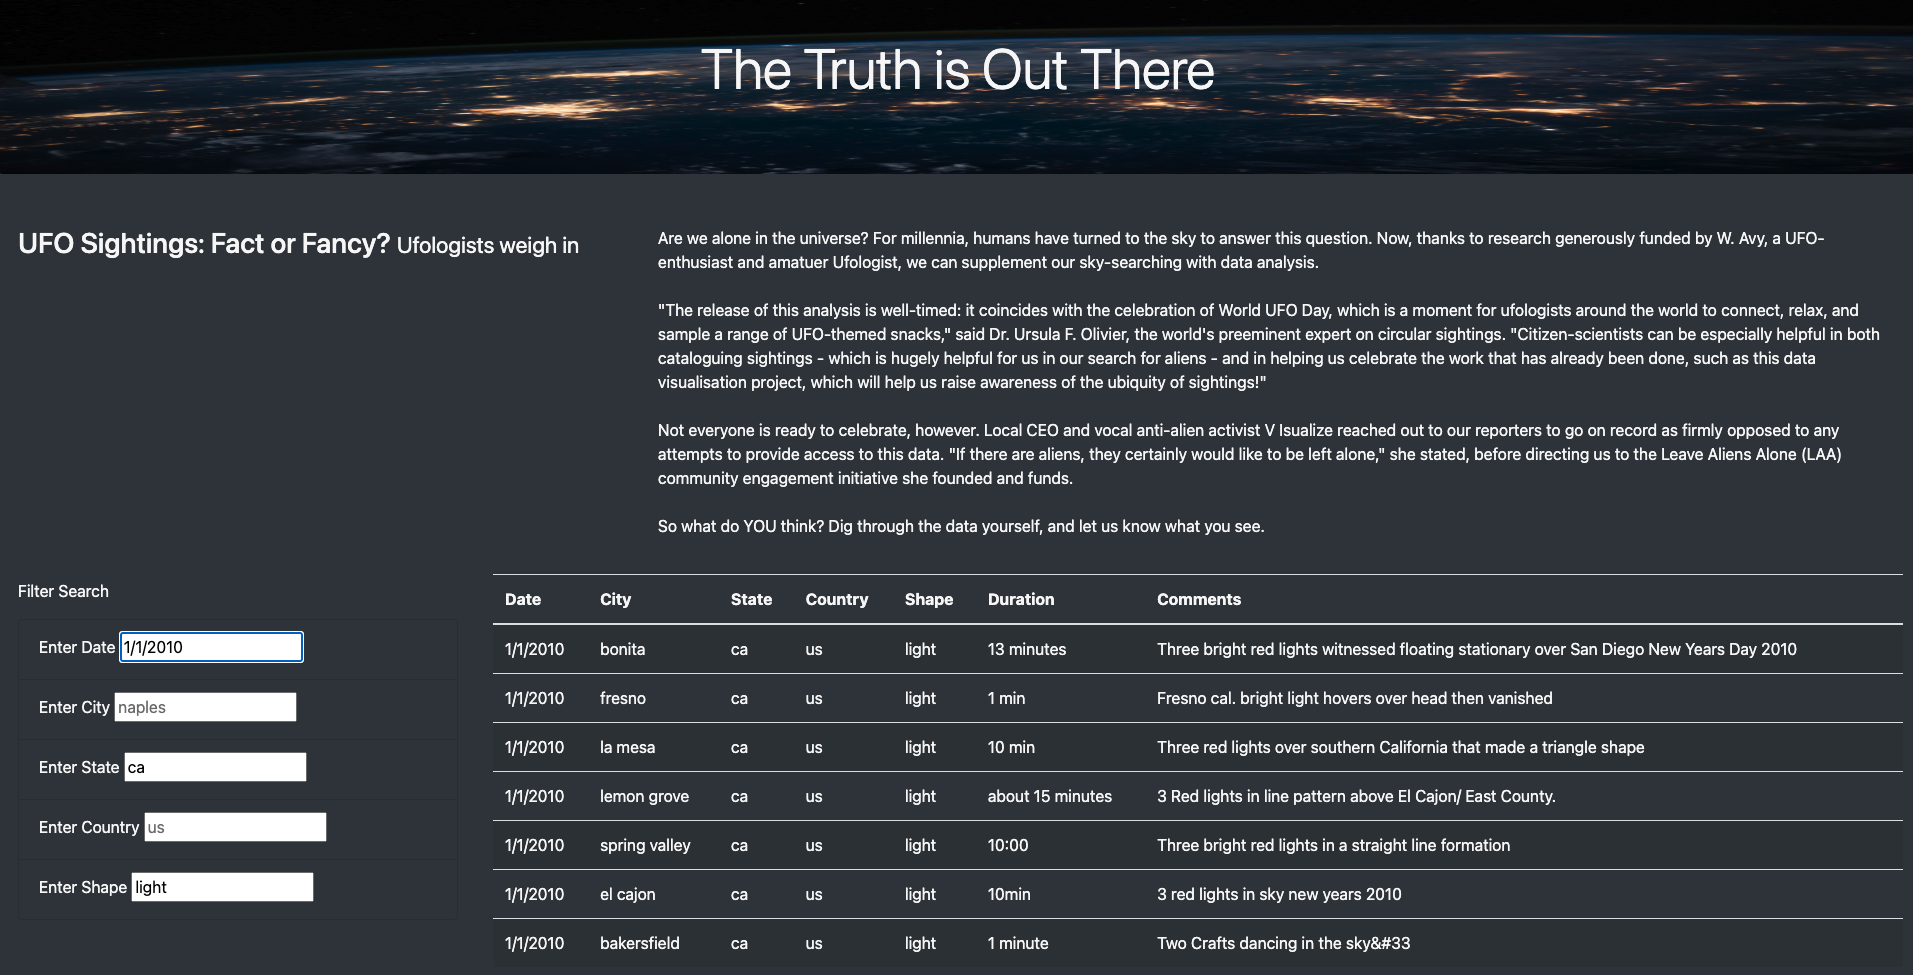 The Truth is Out There
UFO Sightings: Fact or Fancy? Ufologists weigh in
Are we alone in the universe? For millennia, humans have turned to the sky to answer this question. Now, thanks to research generously funded by W. Avy, a UFO-
enthusiast and amatuer Ufologist, we can supplement our sky-searching with data analysis.
"The release of this analysis is well-timed: it coincides with the celebration of World UFO Day, which is a moment for ufologists around the world to connect, relax, and
sample a range of UFO-themed snacks," said Dr. Ursula F. Olivier, the world's preeminent expert on circular sightings. "Citizen-scientists can be especially helpful in both
cataloguing sightings - which is hugely helpful for us in our search for aliens - and in helping us celebrate the work that has already been done, such as this data
visualisation project, which will help us raise awareness of the ubiquity of sightings!"
Not everyone is ready to celebrate, however. Local CEO and vocal anti-alien activist V Isualize reached out to our reporters to go on record as firmly opposed to any
attempts to provide access to this data. "If there are aliens, they certainly would like to be left alone," she stated, before directing us to the Leave Aliens Alone (LAA)
community engagement initiative she founded and funds.
So what do YOU think? Dig through the data yourself, and let us know what you see.
Filter Search
Enter Date 1/1/2010
Enter City naples
Enter State ca
Enter Country us
Enter Shape light
Date City State Country Shape Duration Comments
1/1/2010 bonita ca us light 13 minutes Three bright red lights witnessed floating stationary over San Diego New Years Day 2010
1/1/2010 fresno ca us light 1 min Fresno cal. bright light hovers over head then vanished
1/1/2010 la mesa ca us light 10 min Three red lights over southern California that made a triangle shape
1/1/2010 lemon grove ca us light about 15 minutes 3 Red lights in line pattern above El Cajon/ East County.
1/1/2010 spring valley ca us light 10:00 Three bright red lights in a straight line formation
1/1/2010 el cajon ca us light 10min 3 red lights in sky new years 2010
1/1/2010 bakersfield ca us light 1 minute Two Crafts dancing in the sky&#33